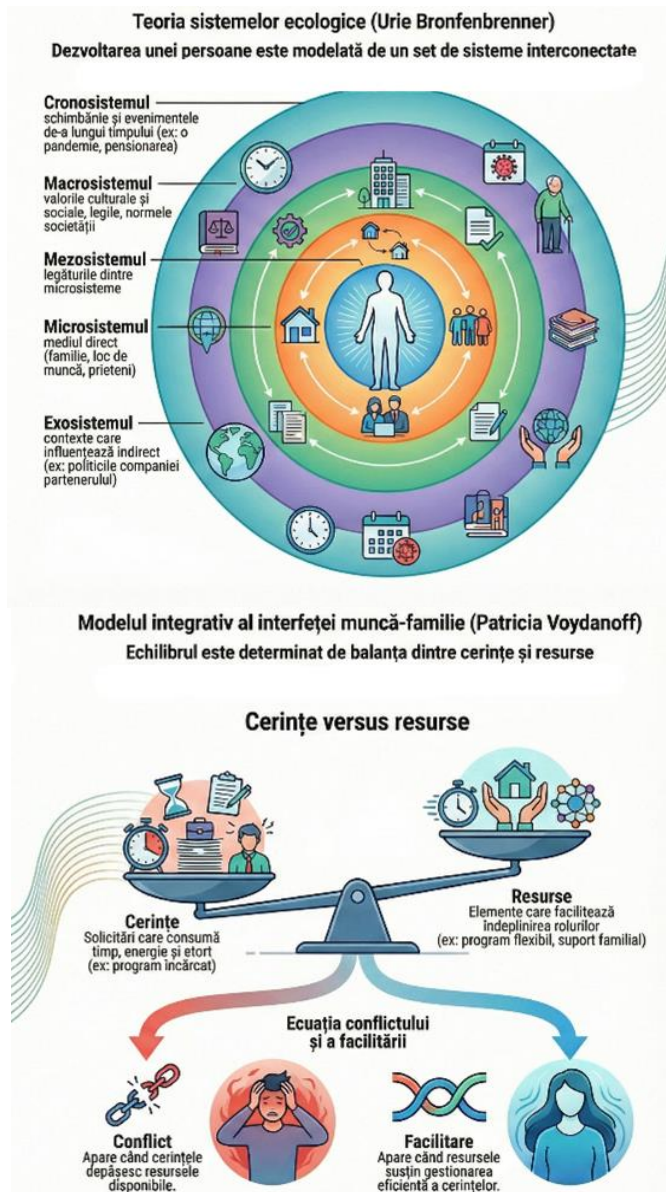 Teoria sistemelor ecologice (Urie Bronfenbrenner)
Dezvoltarea unei persoane este modelată de un set de sisteme interconectate
Cronosistemul
schimbănie și evenimentele
de-a lungul timpului (ex: o
pandemie, pensionarea)
Macrosistemul
valorile culturale și
sociale, legile, normele
societății
Mezosistemul
legăturile dintre
microsisteme
Microsistemul
mediul direct
(familie, loc de
muncă, prieteni)
Exosistemul
contexte care
influențează indirect
(ex: politicile companiei
partenerului)
Modelul integrativ al interfeței muncă-familie (Patricia Voydanoff)
Echilibrul este determinat de balanța dintre cerințe și resurse
Cerințe versus resurse
Cerințe
Solicitări care consumă
timp, energie și etort
(ex: program încărcat)
Resurse
Elemente care facilitează
îndeplinirea rolurilor
(ex: program flexibil, suport familial)
Ecuația conflictului
și a facilitării
Conflict
Apare când cerințele
depășesc resursele
disponibile.
Facilitare
Apare când resursele
susțin gestionarea
eficientă a cerințelor.